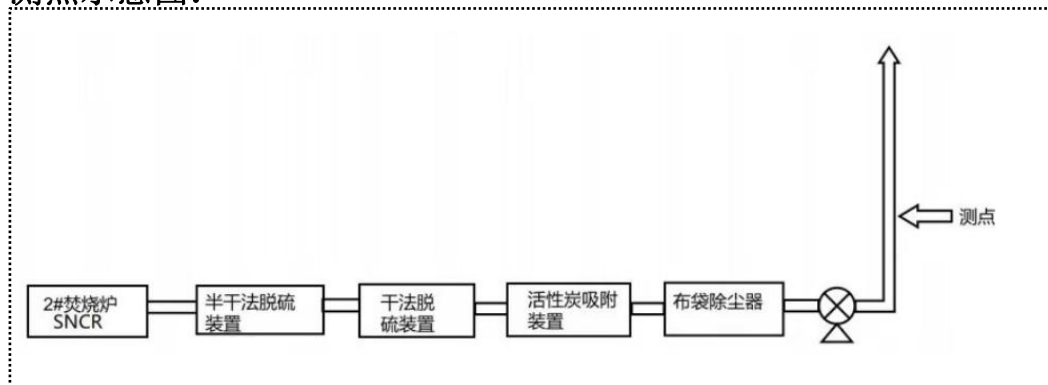 测点示意图：
测点
2#焚烧炉
SNCR
半干法脱硫
装置
干法脱
硫装置
活性炭吸附
装置
布袋除尘器